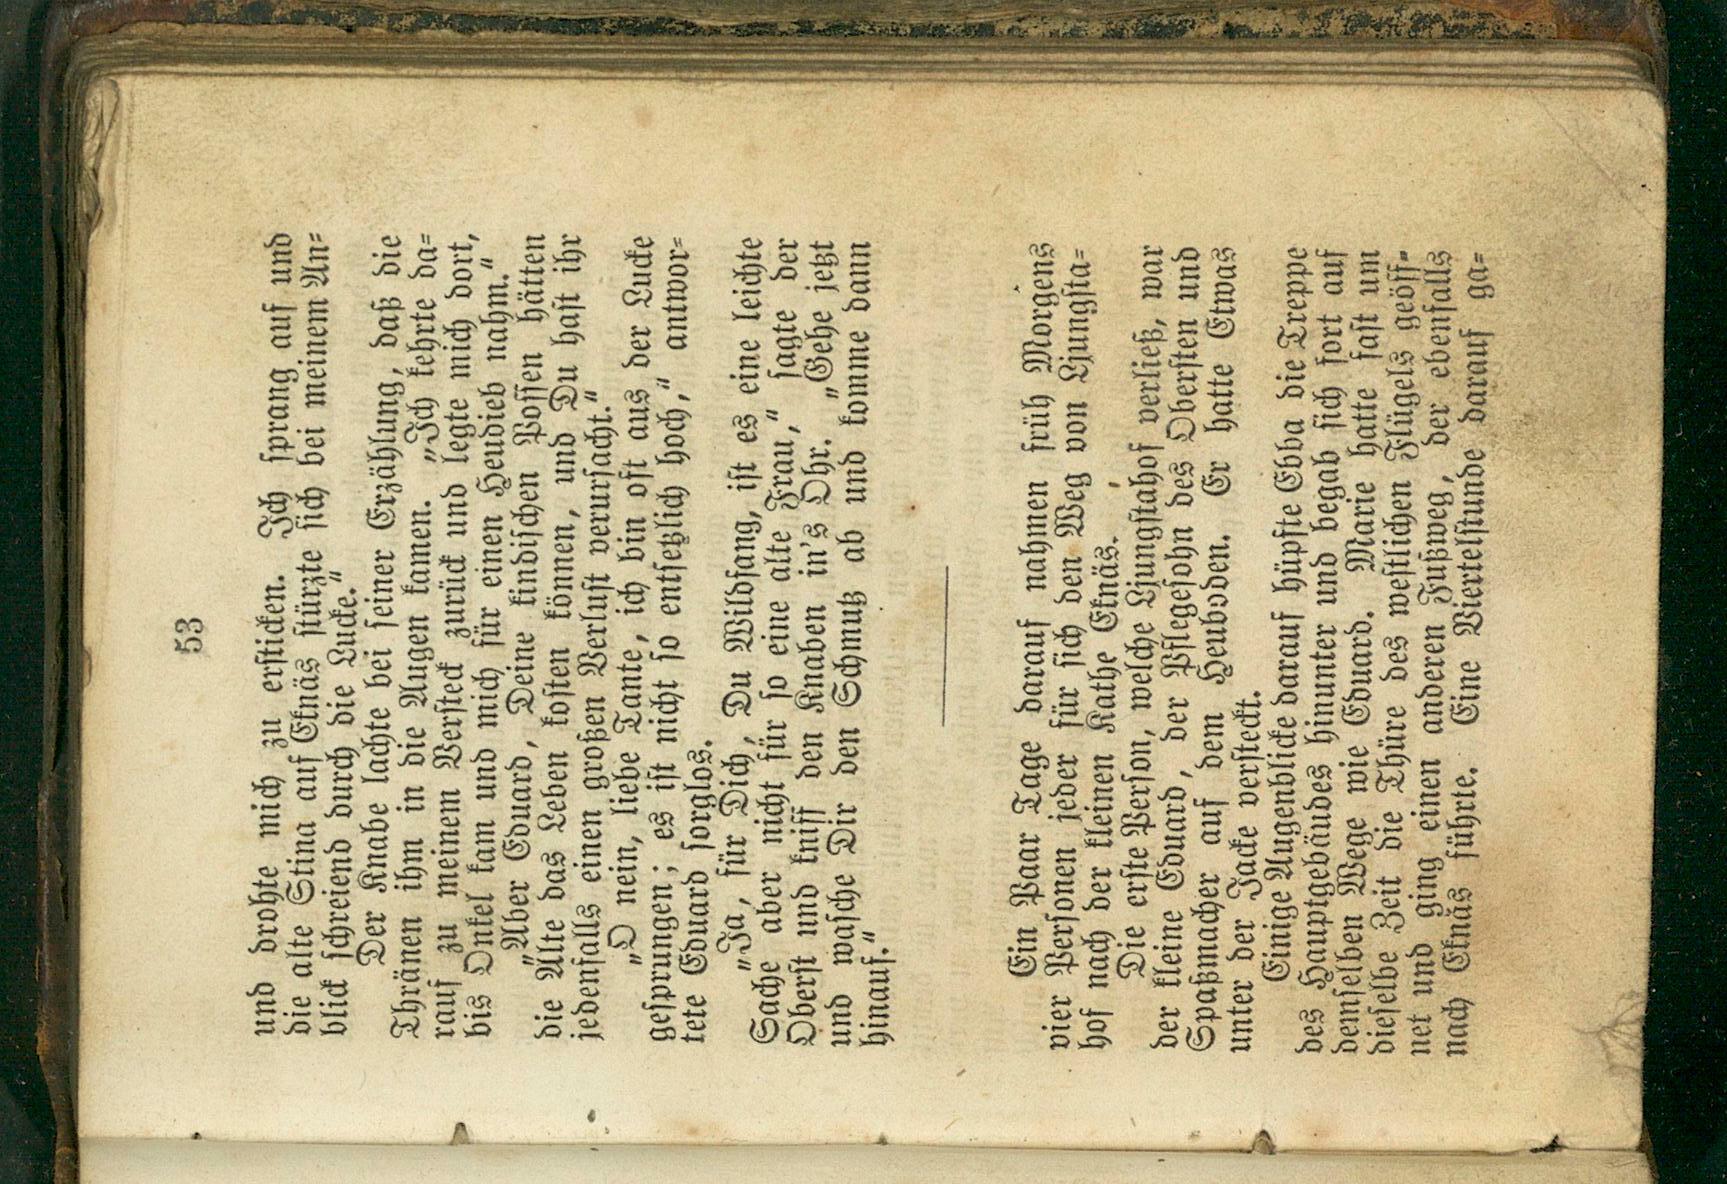 53
und drohte mich zu ersticken. Ich sprang auf und
die alte Stina auf Eknäs stürzte sich bei meinem An=
blick schreiend durch die Lucke."
Der Knabe lachte bei seiner Erzählung, daß die
Thränen ihm in die Augen kamen. „Ich kehrte da=
rauf zu meinem Versteck zurück und legte mich dort,
bis Onkel kam und mich für einen Heudieb nahm."
„Aber Eduard, Deine kindischen Possen hätten
die Alte das Leben kosten können, und Du hast ihr
jedenfalls einen großen Verlust verursacht."
„O nein, liebe Tante, ich bin oft aus der Lucke
gesprungen; es ist nicht so entsetzlich hoch," antwor=
tete Eduard sorglos.
„Ja, für Dich, Du Wildfang, ist es eine leichte
Sache aber nicht für so eine alte Frau," sagte der
Oberst und kniff den Knaben in's Ohr. „Gehe jetzt
und wasche Dir den Schmutz ab und komme dann
hinauf."
Ein Paar Tage darauf nahmen früh Morgens
vier Personen jeder für sich den Weg von Ljungsta=
hof nach der kleinen Kathe Eknäs.
Die erste Person, welche Ljungstahof verließ, war
der kleine Eduard, der Pflegesohn des Obersten und
Spaßmacher auf dem Heuboden. Er hatte Etwas
unter der Jacke versteckt.
Einige Augenblicke darauf hüpfte Ebba die Treppe
des Hauptgebäudes hinunter und begab sich fort auf
demselben Wege wie Eduard. Marie hatte fast um
dieselbe Zeit die Thüre des westlichen Flügels geöff=
net und ging einen anderen Fußweg, der ebenfalls
nach Eknäs führte. Eine Viertelstunde darauf ga=